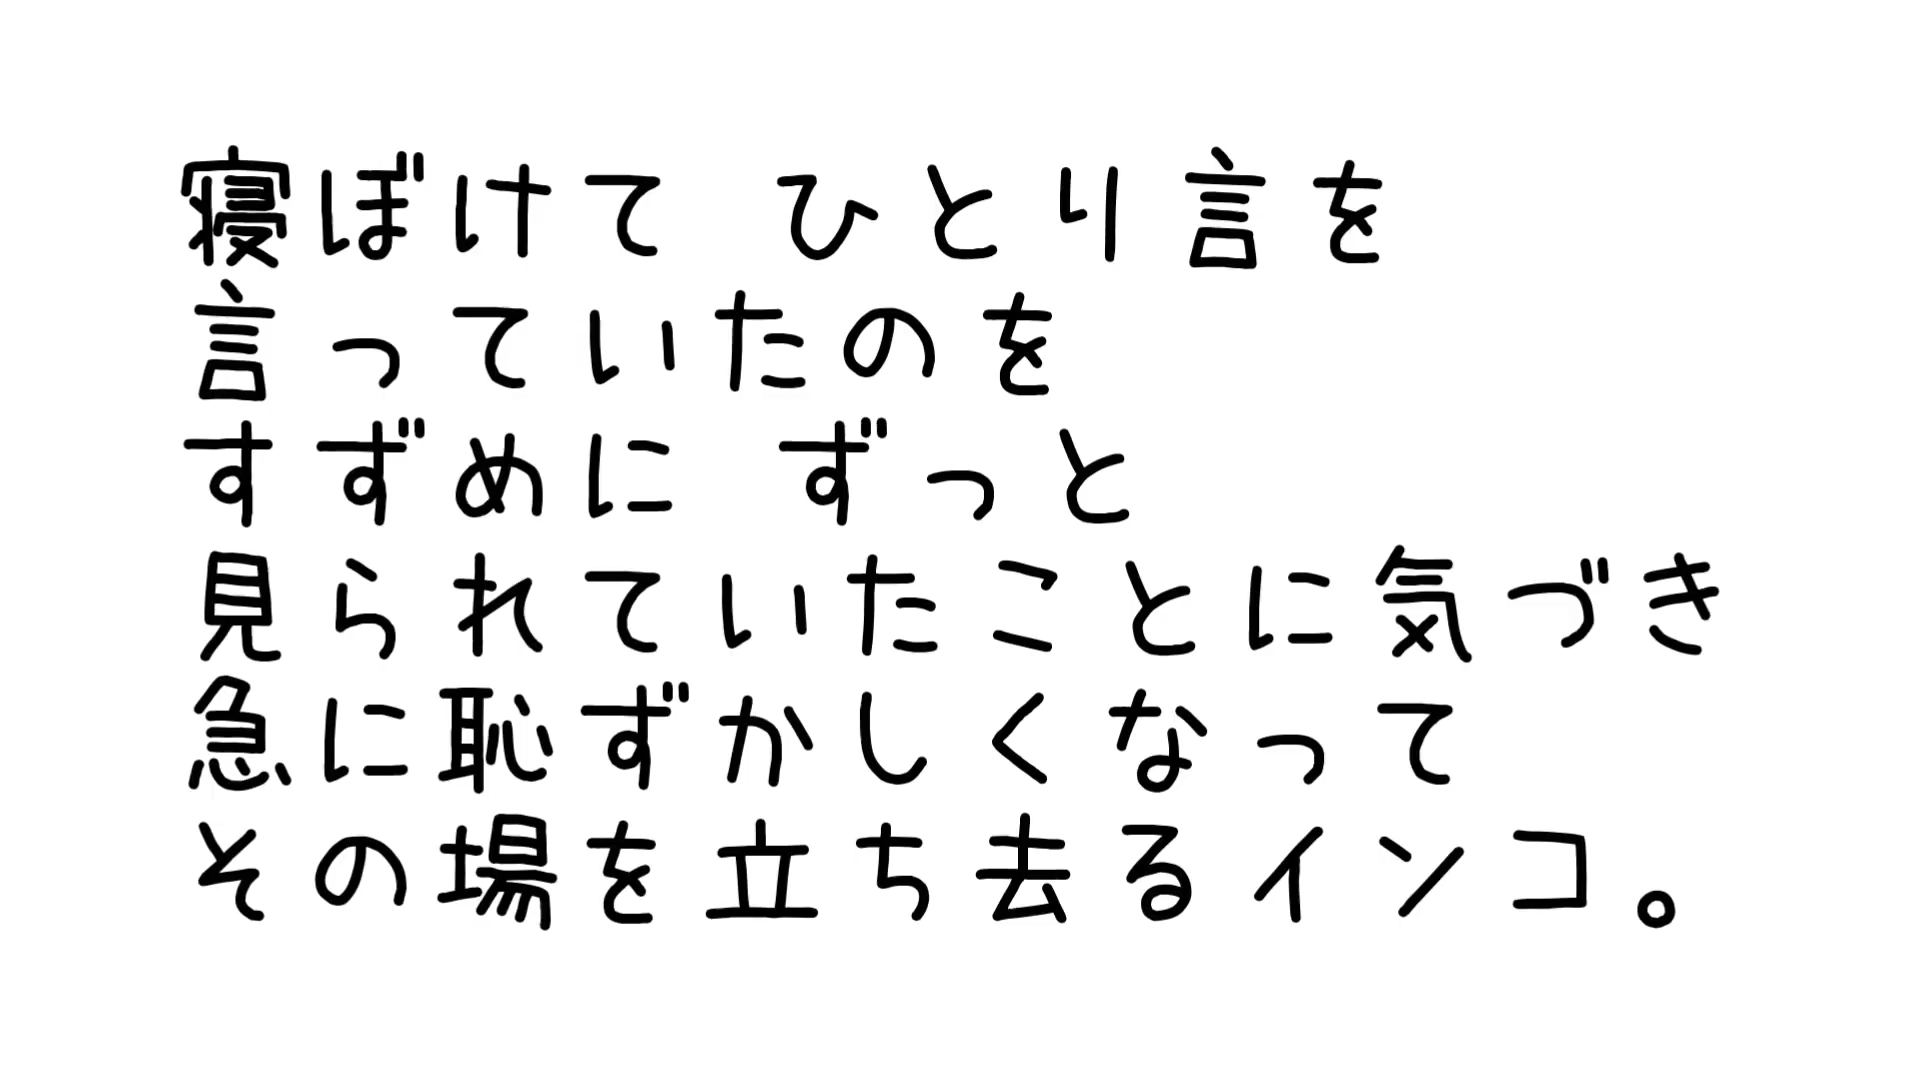 寝ぼけて ひとり言を
言っていたのを
すずめに ずっと
見られていたことに気づき
急に恥ずかしくなって
その場を立ち去るインコ。